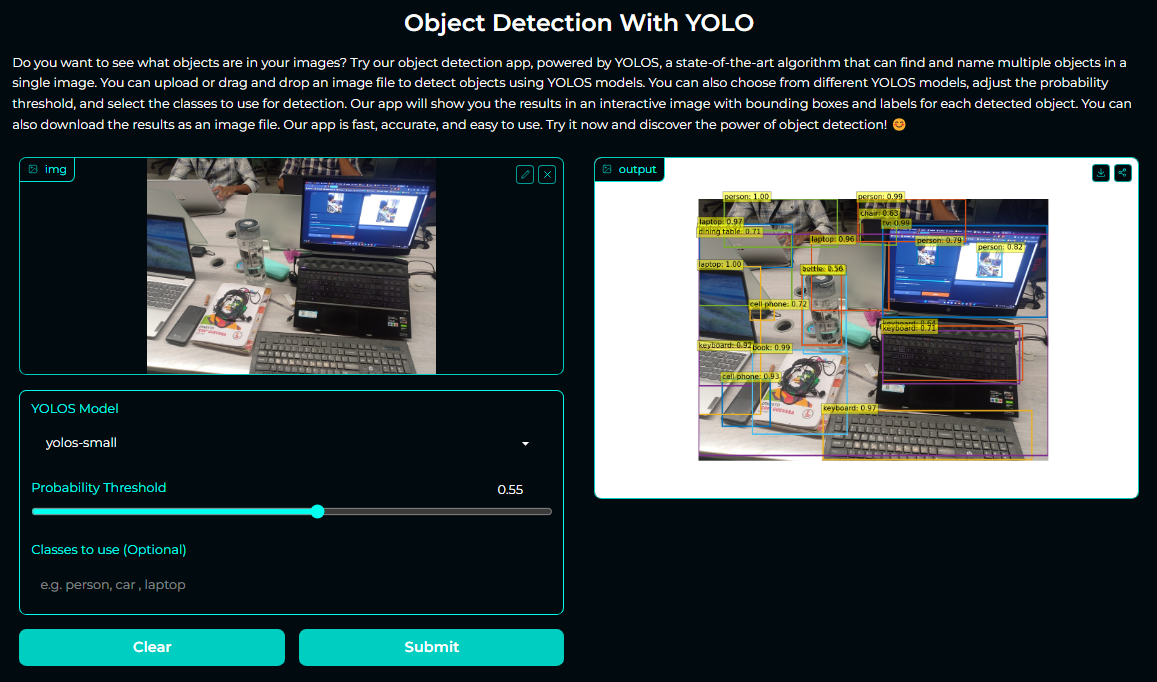 Object Detection With YOLO
Do you want to see what objects are in your images? Try our object detection app, powered by YOLOS, a state-of-the-art algorithm that can find and name multiple objects in a
single image. You can upload or drag and drop an image file to detect objects using YOLOS models. You can also choose from different YOLOS models, adjust the probability
threshold, and select the classes to use for detection. Our app will show you the results in an interactive image with bounding boxes and labels for each detected object. You can
also download the results as an image file. Our app is fast, accurate, and easy to use. Try it now and discover the power of object detection! 😊
img
YOLOS Model
yolos-small
Probability Threshold
0.55
Classes to use (Optional)
e.g. person, car , laptop
Clear
Submit
output
person: 1.00
person: 0.99
chair: 0.63
laptop: 0.97
tv: 0.99
dining table: 0.71
laptop: 0.96
person: 0.79
person: 0.82
laptop: 1.00
bottle: 0.56
cell phone: 0.72
keyboard: 0.71
keyboard: 0.92
book: 0.99
cell phone: 0.93
keyboard: 0.97